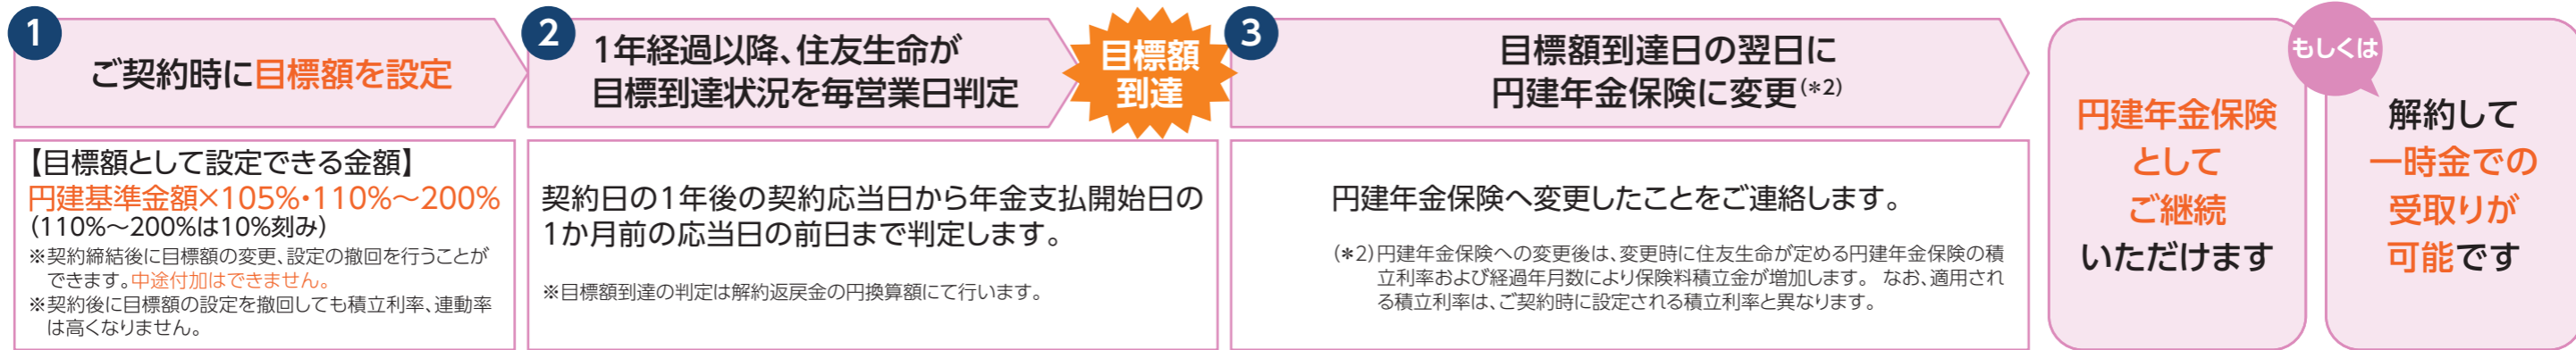 1
ご契約時に目標額を設定
【目標額として設定できる金額】
円建基準金額×105%・110%～200%
(110%～200%は10%刻み)
※契約締結後に目標額の変更、設定の撤回を行うことが
できます。中途付加はできません。
※契約後に目標額の設定を撤回しても積立利率、連動率
は高くなりません。
2
1年経過以降、住友生命が
目標到達状況を毎営業日判定
契約日の1年後の契約応当日から年金支払開始日の
1か月前の応当日の前日まで判定します。
※目標額到達の判定は解約返戻金の円換算額にて行います。
目標額
到達
3
目標額到達日の翌日に
円建年金保険に変更(*2)
円建年金保険へ変更したことをご連絡します。
(*2)円建年金保険への変更後は、変更時に住友生命が定める円建年金保険の積
立利率および経過年月数により保険料積立金が増加します。 なお、適用され
る積立利率は、ご契約時に設定される積立利率と異なります。
円建年金保険
として
ご継続
いただけます
もしくは
解約して
一時金での
受取りが
可能です